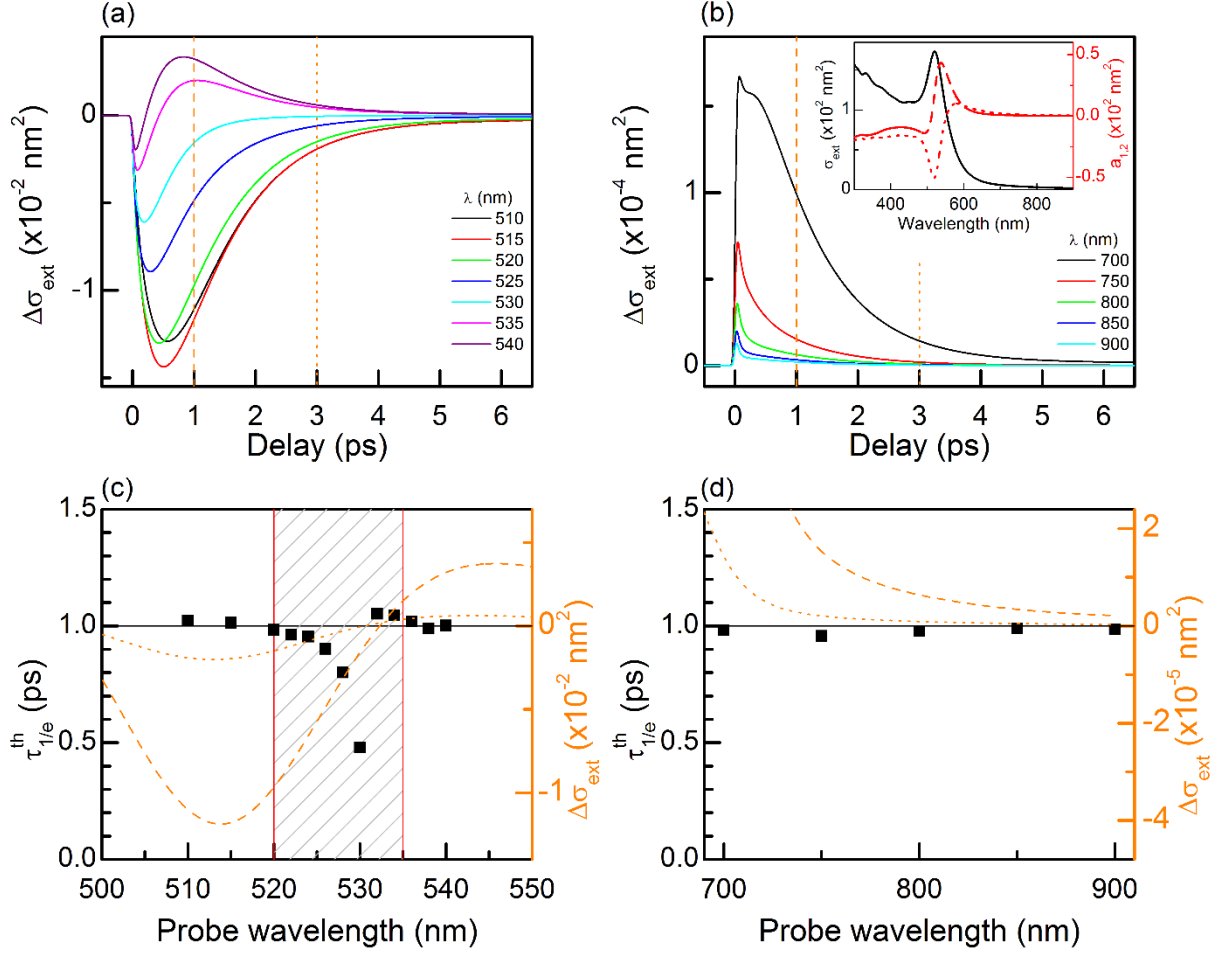 (a)
0
-1
Δσext (x10-2 nm2)
λ (nm)
510
515
520
525
530
535
540
0 1 2 3 4 5 6
Delay (ps)
(b)
1
0
Δσext (x10-4 nm2)
σext (x102 nm2)
1
0
0.5
0.0
-0.5
a1,2 (x102 nm2)
400 600 800
Wavelength (nm)
λ (nm)
700
750
800
850
900
0 1 2 3 4 5 6
Delay (ps)
(c)
1.5
1.0
0.5
0.0
τth1/e (ps)
0
-1
Δσext (x10-2 nm2)
500 510 520 530 540 550
Probe wavelength (nm)
(d)
1.5
1.0
0.5
0.0
τth1/e (ps)
2
0
-2
-4
Δσext (x10-5 nm2)
700 800 900
Probe wavelength (nm)